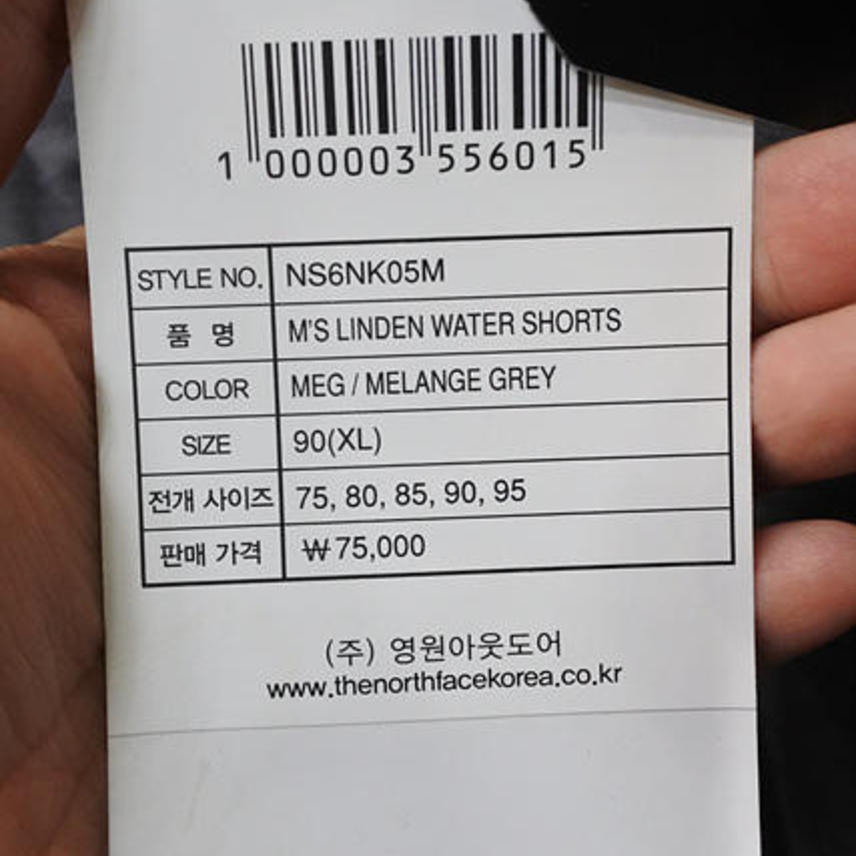 1 000003 556015
STYLE NO. NS6NK05M
품 명 M'S LINDEN WATER SHORTS
COLOR MEG / MELANGE GREY
SIZE 90(XL)
전개 사이즈 75, 80, 85, 90, 95
판매 가격 ₩75,000
(주) 영원아웃도어
www.thenorthfacekorea.co.kr